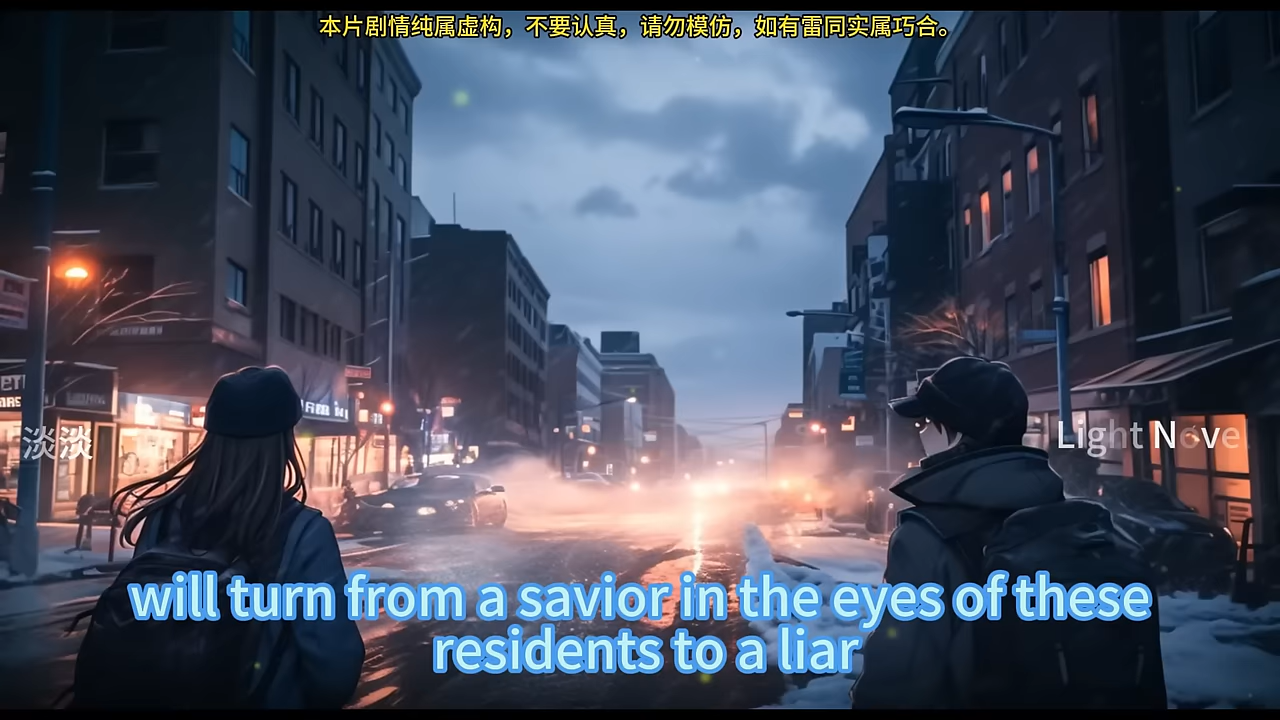 本片剧情纯属虚构，不要认真，请勿模仿，如有雷同实属巧合。
淡淡
Light Novel
will turn from a savior in the eyes of these
residents to a liar